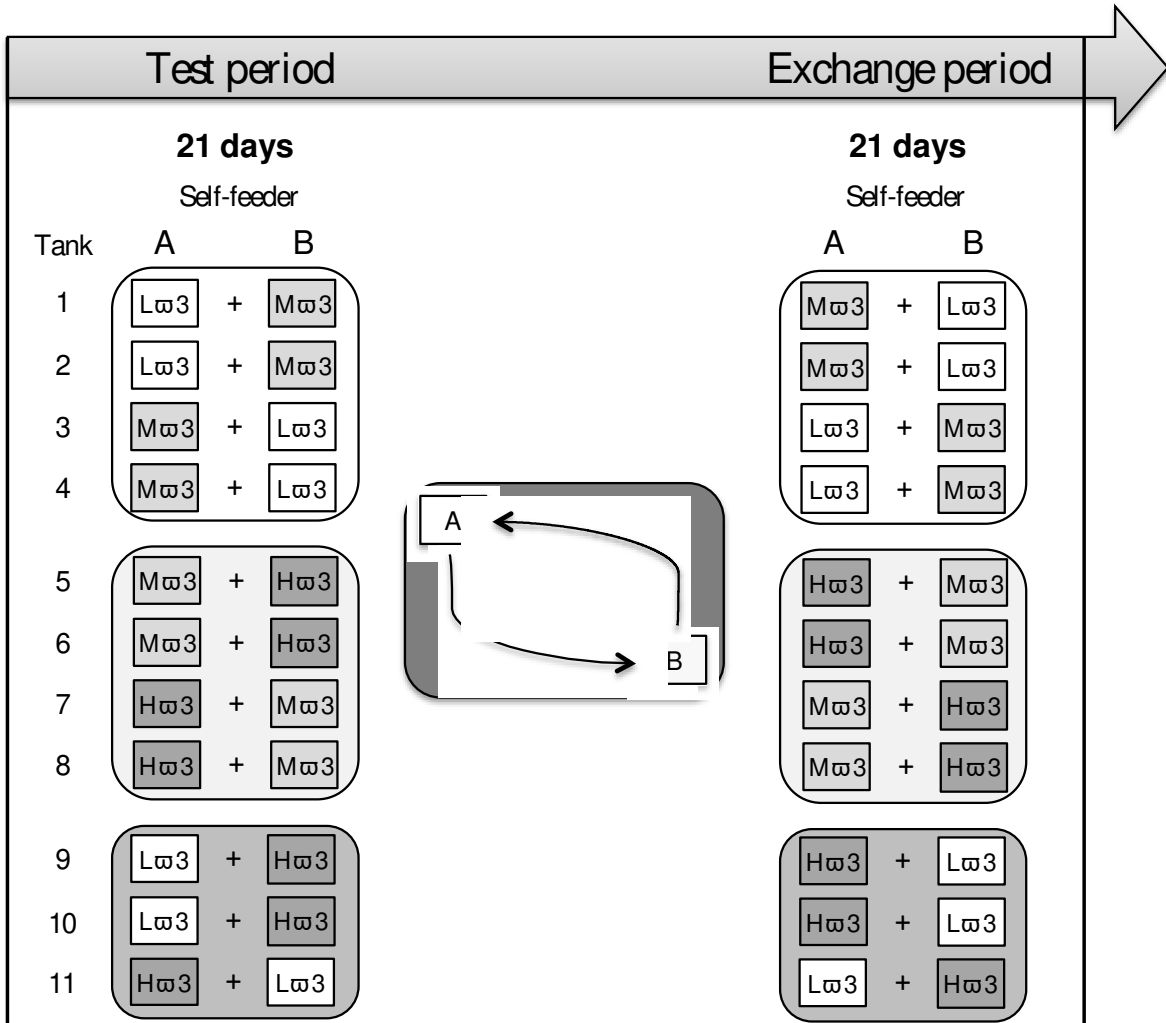 Test period Exchange period
21 days 21 days
Self-feeder Self-feeder
Tank A B A B
1 Lϖ3 + Mϖ3 Mϖ3 + Lϖ3
2 Lϖ3 + Mϖ3 Mϖ3 + Lϖ3
3 Mϖ3 + Lϖ3 Lϖ3 + Mϖ3
4 Mϖ3 + Lϖ3 Lϖ3 + Mϖ3
A
5 Mϖ3 + Hϖ3 Hϖ3 + Mϖ3
6 Mϖ3 + Hϖ3 Hϖ3 + Mϖ3
B
7 Hϖ3 + Mϖ3 Mϖ3 + Hϖ3
8 Hϖ3 + Mϖ3 Mϖ3 + Hϖ3
9 Lϖ3 + Hϖ3 Hϖ3 + Lϖ3
10 Lϖ3 + Hϖ3 Hϖ3 + Lϖ3
11 Hϖ3 + Lϖ3 Lϖ3 + Hϖ3